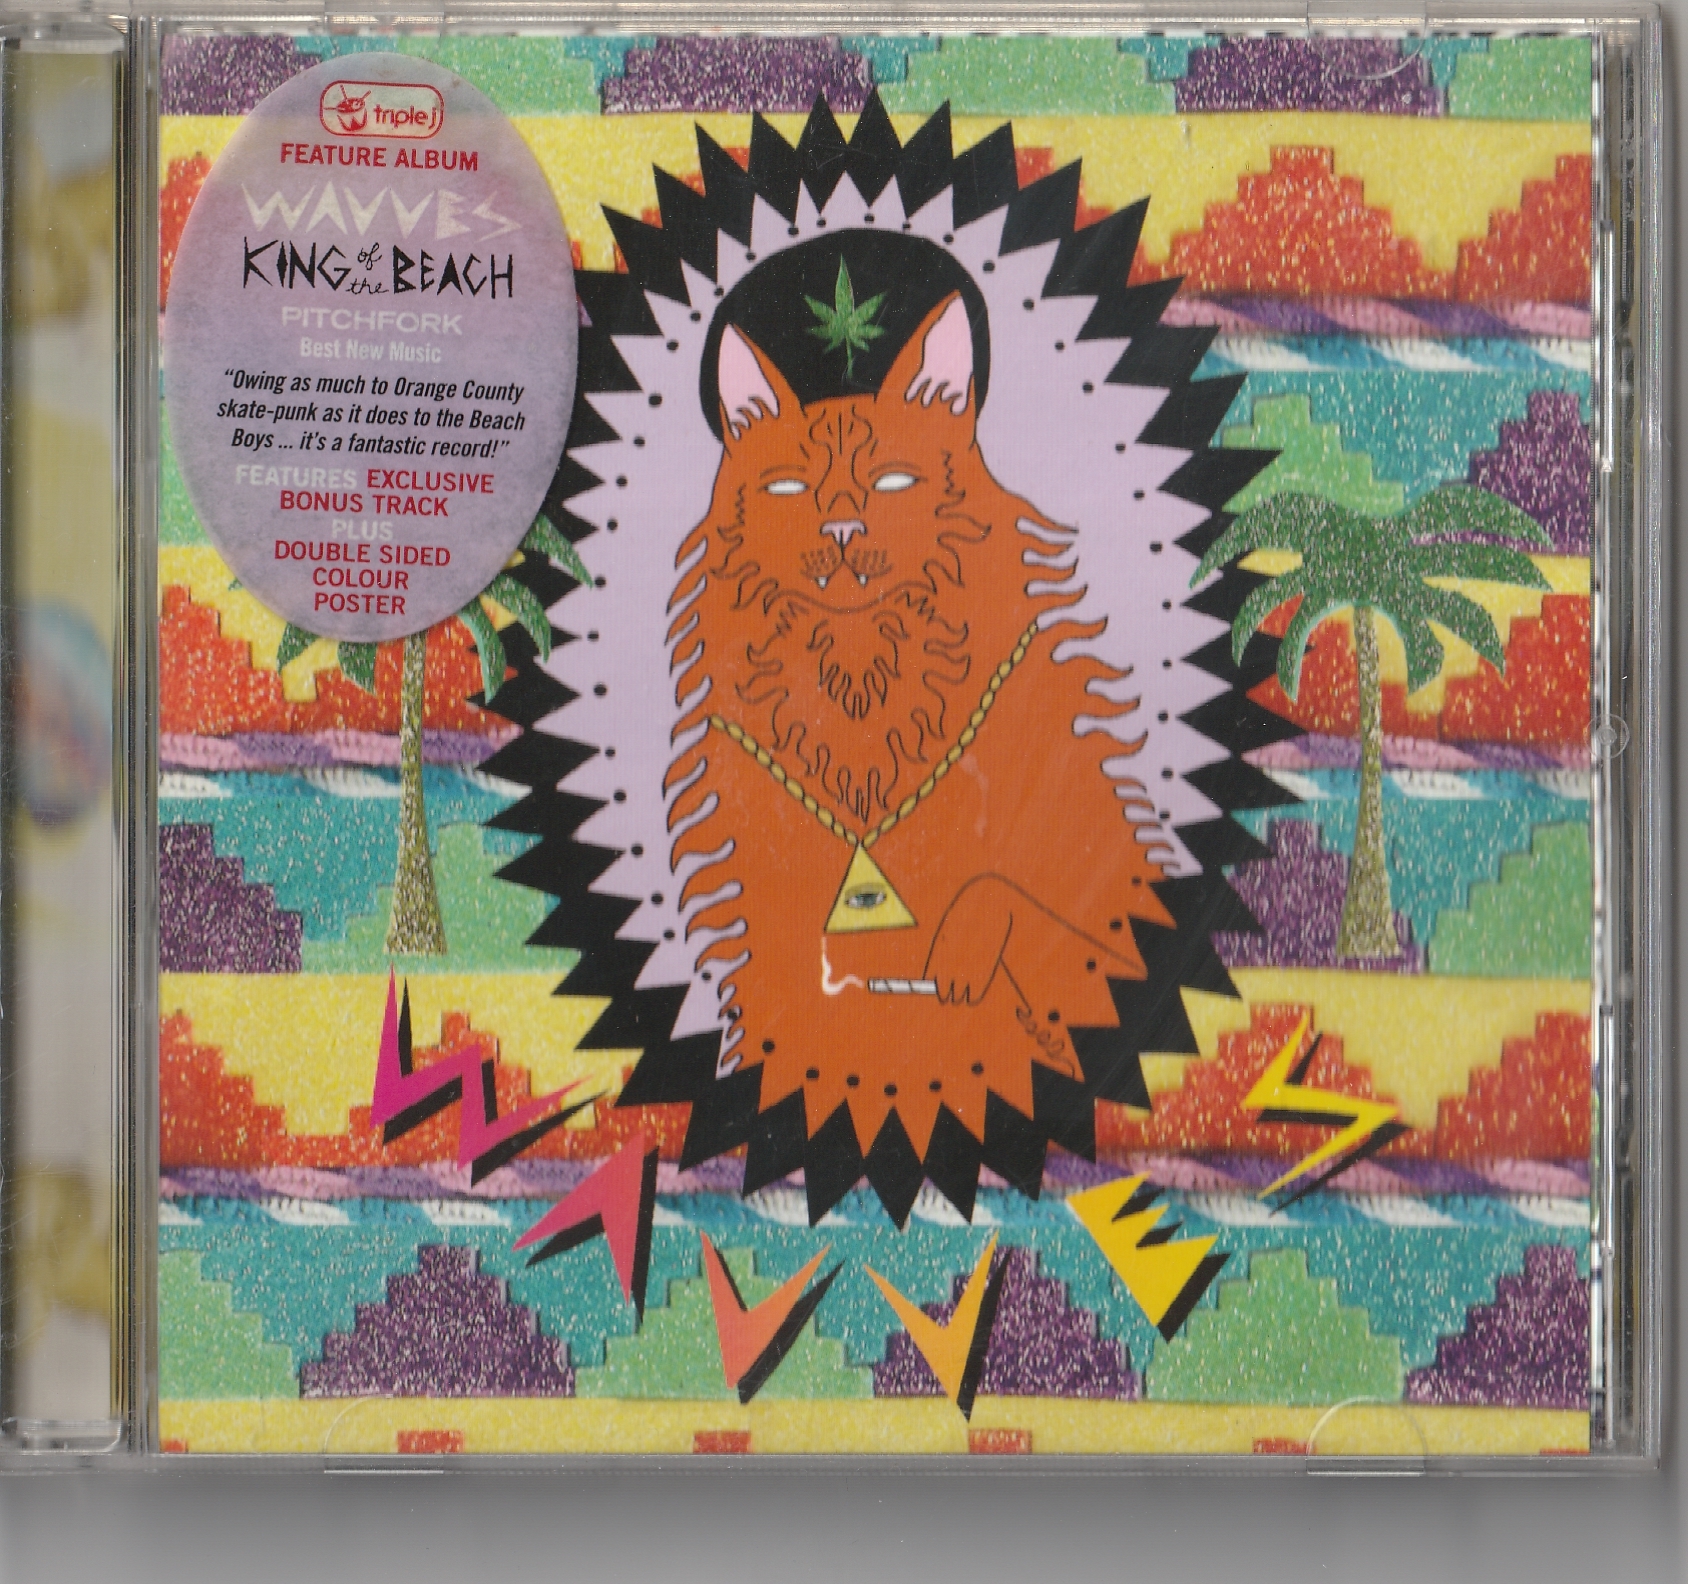 triple j
FEATURE ALBUM
WAVVES
KING of the BEACH
PITCHFORK
Best New Music
“Owing as much to Orange County
skate-punk as it does to the Beach
Boys ... it’s a fantastic record!”
FEATURES EXCLUSIVE
BONUS TRACK
PLUS
DOUBLE SIDED
COLOUR
POSTER
WAVVES